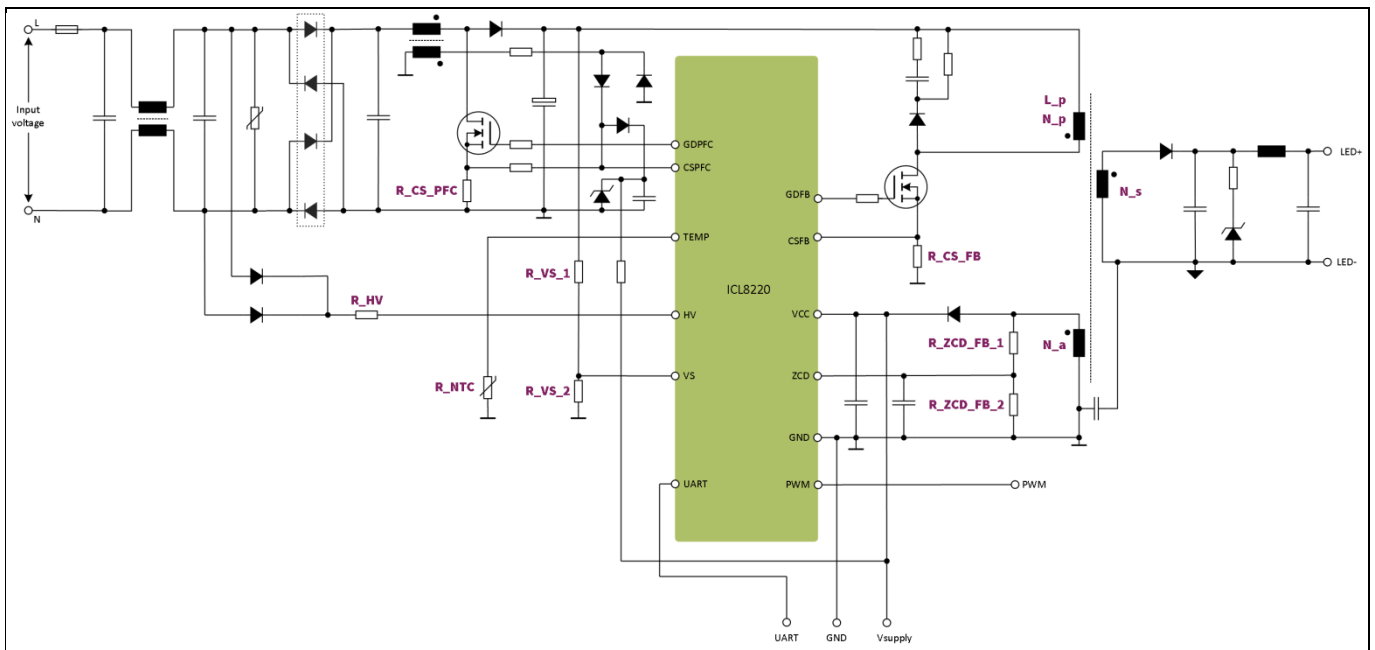 L
Input
voltage
N
R_CS_PFC
R_HV
R_NTC
R_VS_1
R_VS_2
GDPFC
CSPFC
TEMP
HV
VS
UART
ICL8220
GDFB
CSFB
VCC
ZCD
GND
PWM
L_p
N_p
N_s
R_CS_FB
R_ZCD_FB_1
N_a
R_ZCD_FB_2
PWM
LED+
LED-
UART
GND
Vsupply